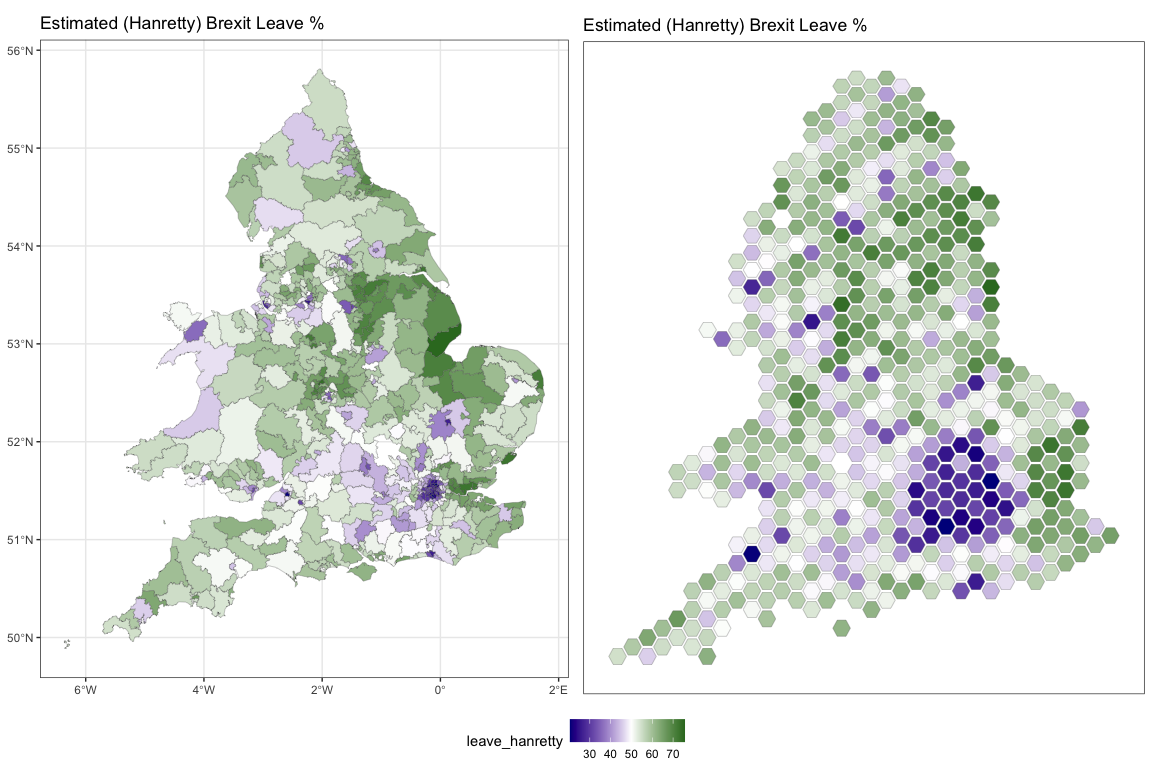 Estimated (Hanretty) Brexit Leave %
Estimated (Hanretty) Brexit Leave %
56°N
55°N
54°N
53°N
52°N
51°N
50°N
6°W
4°W
2°W
0°
2°E
leave_hanretty
30 40 50 60 70